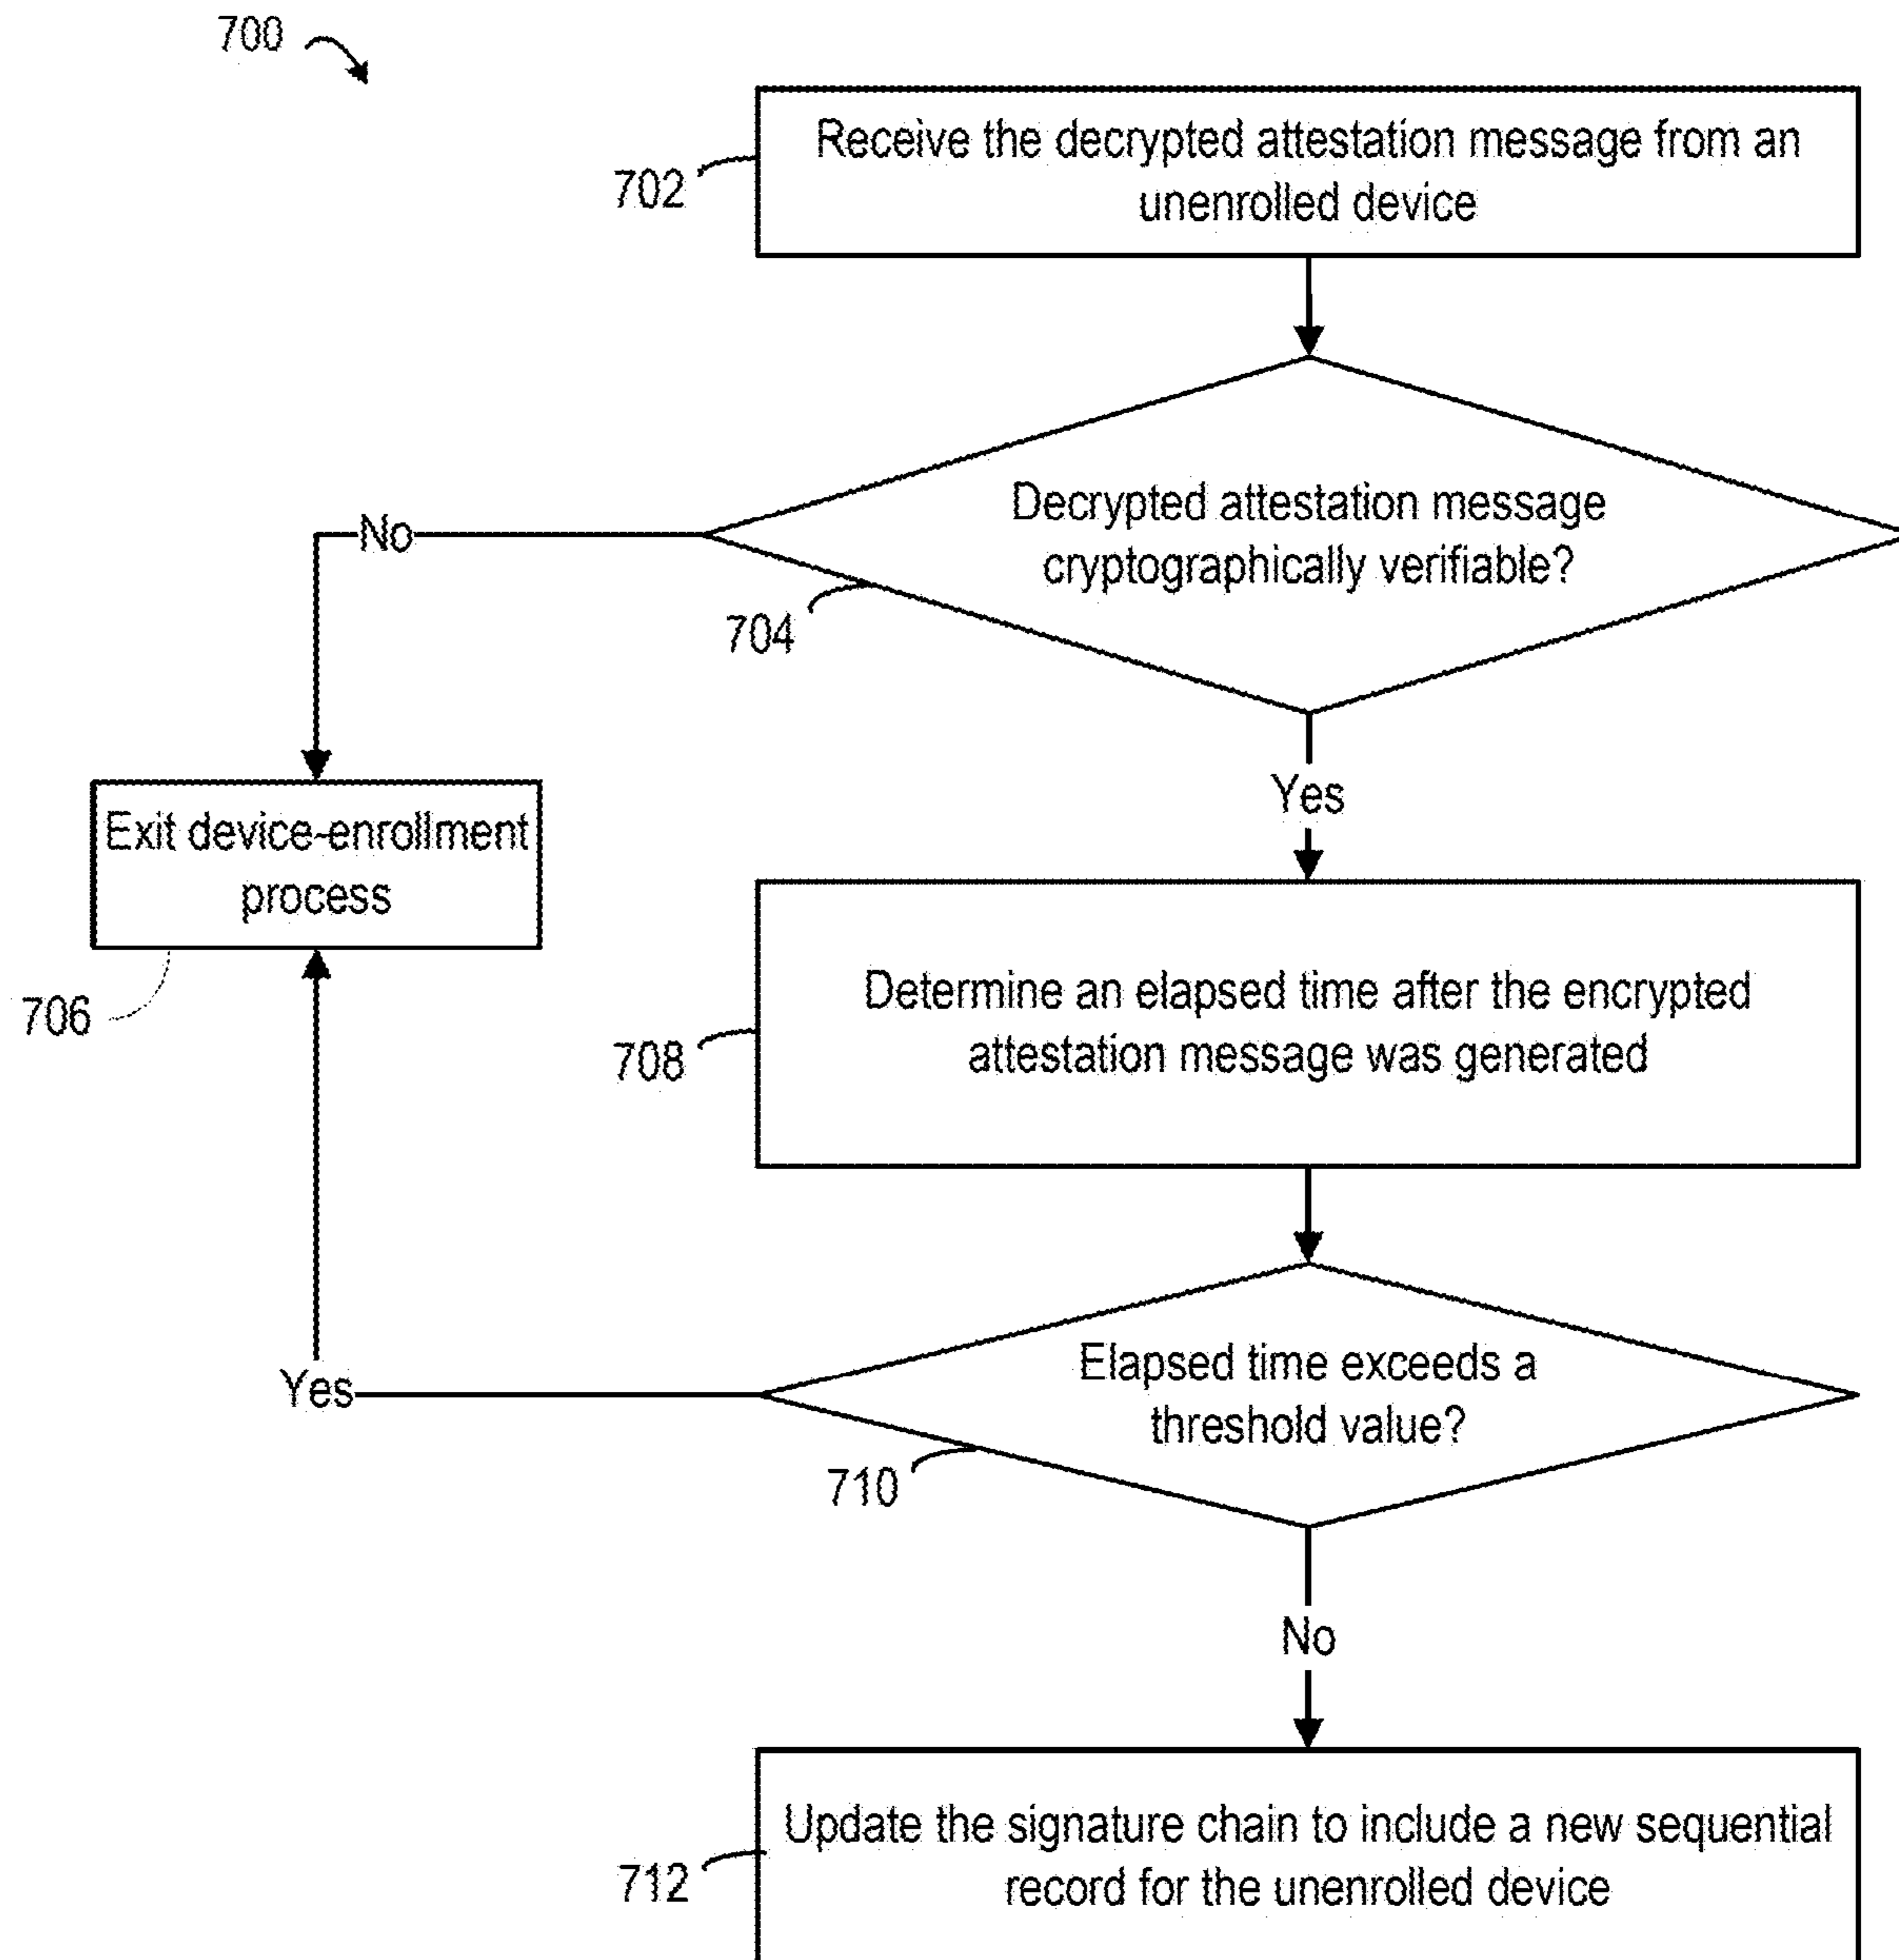 700
702
Receive the decrypted attestation message from an
unenrolled device
Decrypted attestation message
cryptographically verifiable?
704
No
Yes
Exit device-enrollment
process
706
Determine an elapsed time after the encrypted
attestation message was generated
708
Elapsed time exceeds a
threshold value?
710
Yes
No
Update the signature chain to include a new sequential
record for the unenrolled device
712